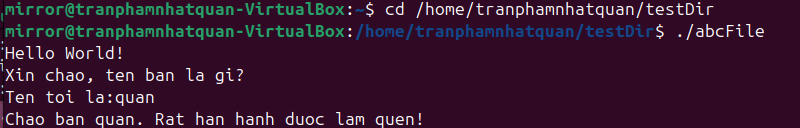 mirror@tranphamnhatquan-VirtualBox:~$ cd /home/tranphamnhatquan/testDir
mirror@tranphamnhatquan-VirtualBox:/home/tranphamnhatquan/testDir$ ./abcFile
Hello World!
Xin chao, ten ban la gi?
Ten toi la:quan
Chao ban quan. Rat han hanh duoc lam quen!